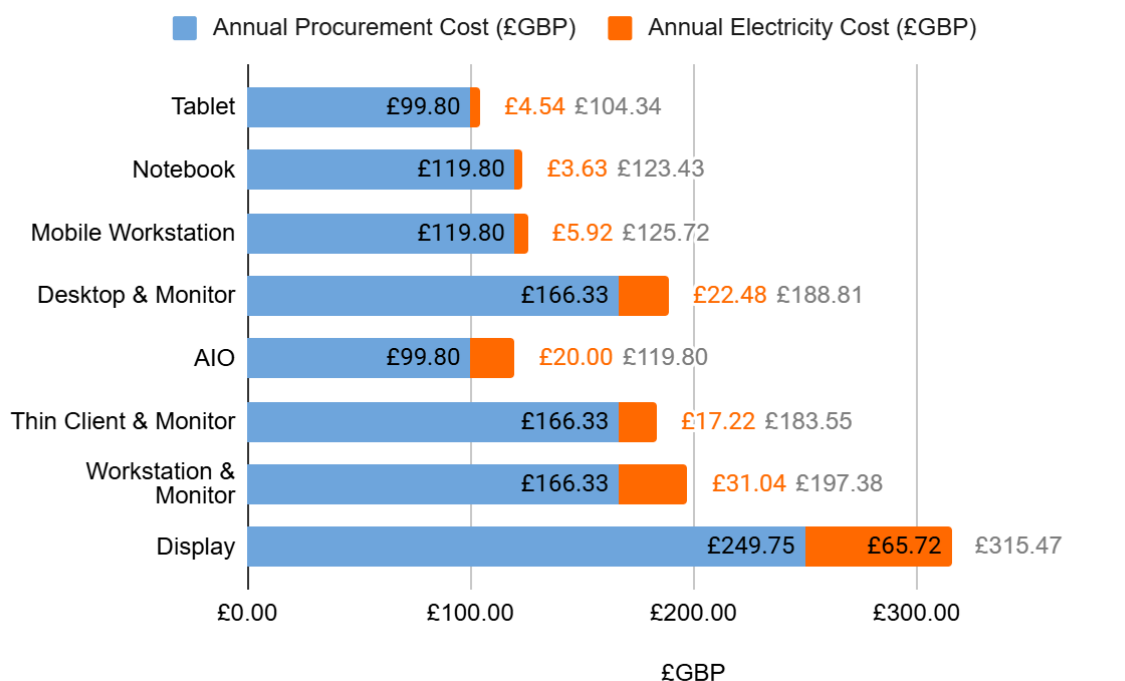 Annual Procurement Cost (£GBP) Annual Electricity Cost (£GBP)
Tablet £99.80 £4.54 £104.34
Notebook £119.80 £3.63 £123.43
Mobile Workstation £119.80 £5.92 £125.72
Desktop & Monitor £166.33 £22.48 £188.81
AIO £99.80 £20.00 £119.80
Thin Client & Monitor £166.33 £17.22 £183.55
Workstation &
Monitor £166.33 £31.04 £197.38
Display £249.75 £65.72 £315.47
£0.00 £100.00 £200.00 £300.00
£GBP